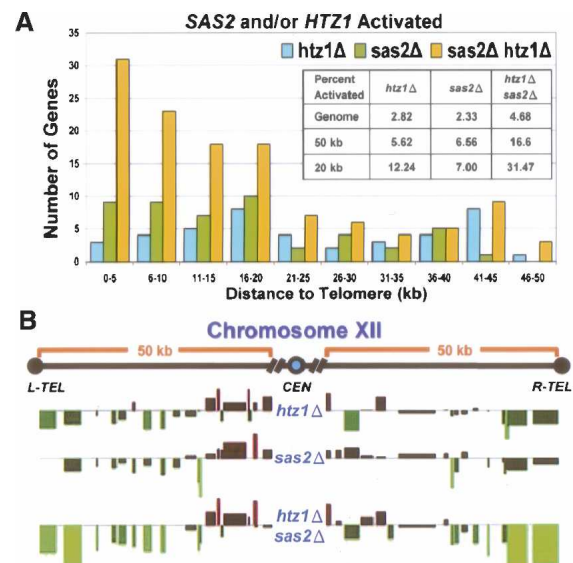 A
SAS2 and/or HTZ1 Activated
htz1Δ sas2Δ sas2Δ htz1Δ
Number of Genes
35
30
25
20
15
10
5
0
Percent Activated htz1Δ sas2Δ htz1Δ sas2Δ
Genome 2.82 2.33 4.68
50 kb 5.62 6.56 16.6
20 kb 12.24 7.00 31.47
0-5 6-10 11-15 16-20 21-25 26-30 31-35 36-40 41-45 46-50
Distance to Telomere (kb)
B
Chromosome XII
50 kb 50 kb
L-TEL CEN R-TEL
htz1Δ
sas2Δ
htz1Δ
sas2Δ